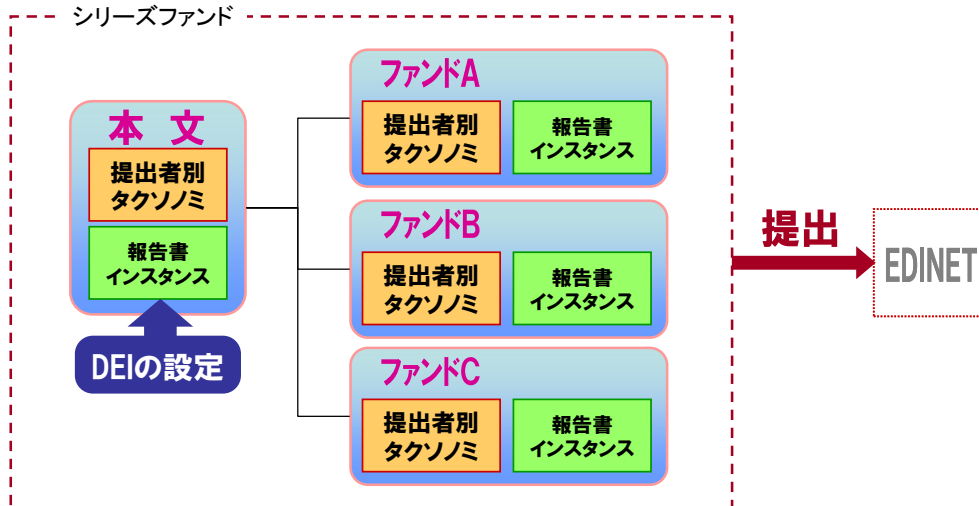 シリーズファンド
本 文
提出者別
タクソノミ
報告書
インスタンス
DEIの設定
ファンドA
提出者別
タクソノミ
報告書
インスタンス
ファンドB
提出者別
タクソノミ
報告書
インスタンス
ファンドC
提出者別
タクソノミ
報告書
インスタンス
提出
EDINET